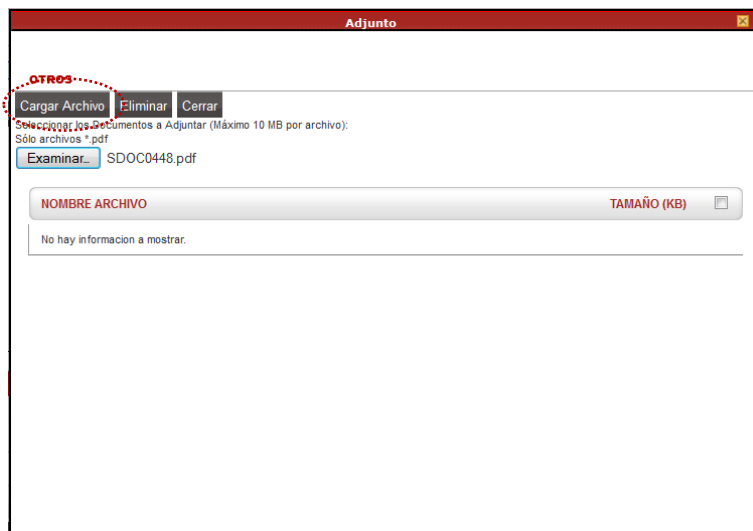 Adjunto
OTROS
Cargar Archivo Eliminar Cerrar
Seleccionar los Documentos a Adjuntar (Máximo 10 MB por archivo):
Sólo archivos *.pdf
Examinar_ SDOC0448.pdf
NOMBRE ARCHIVO TAMAÑO (KB)
No hay informacion a mostrar.